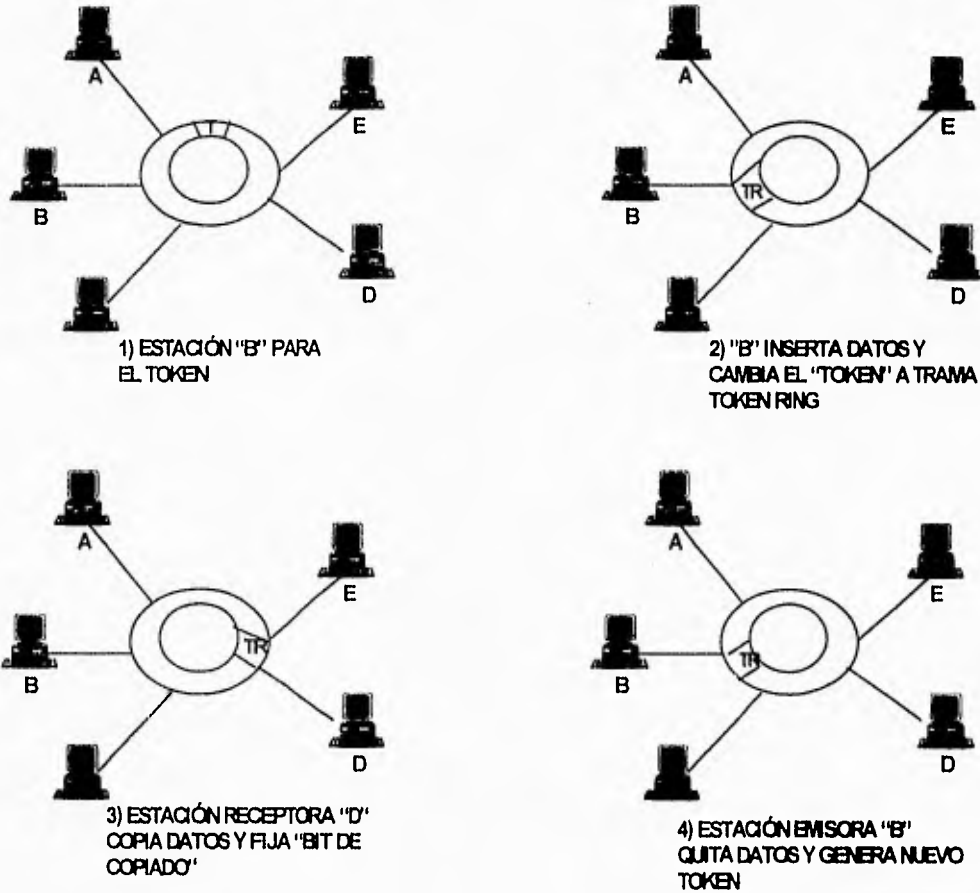 A
E
T
B
D
1) ESTACIÓN "B" PARA
EL TOKEN
A
E
TR
B
D
2) "B" INSERTA DATOS Y
CAMBIA EL "TOKEN" A TRAMA
TOKEN RING
A
E
TR
B
D
3) ESTACIÓN RECEPTORA "D"
COPIA DATOS Y FIJA "BIT DE
COPIADO"
A
E
TR
B
D
4) ESTACIÓN EMISORA "B"
QUITA DATOS Y GENERA NUEVO
TOKEN